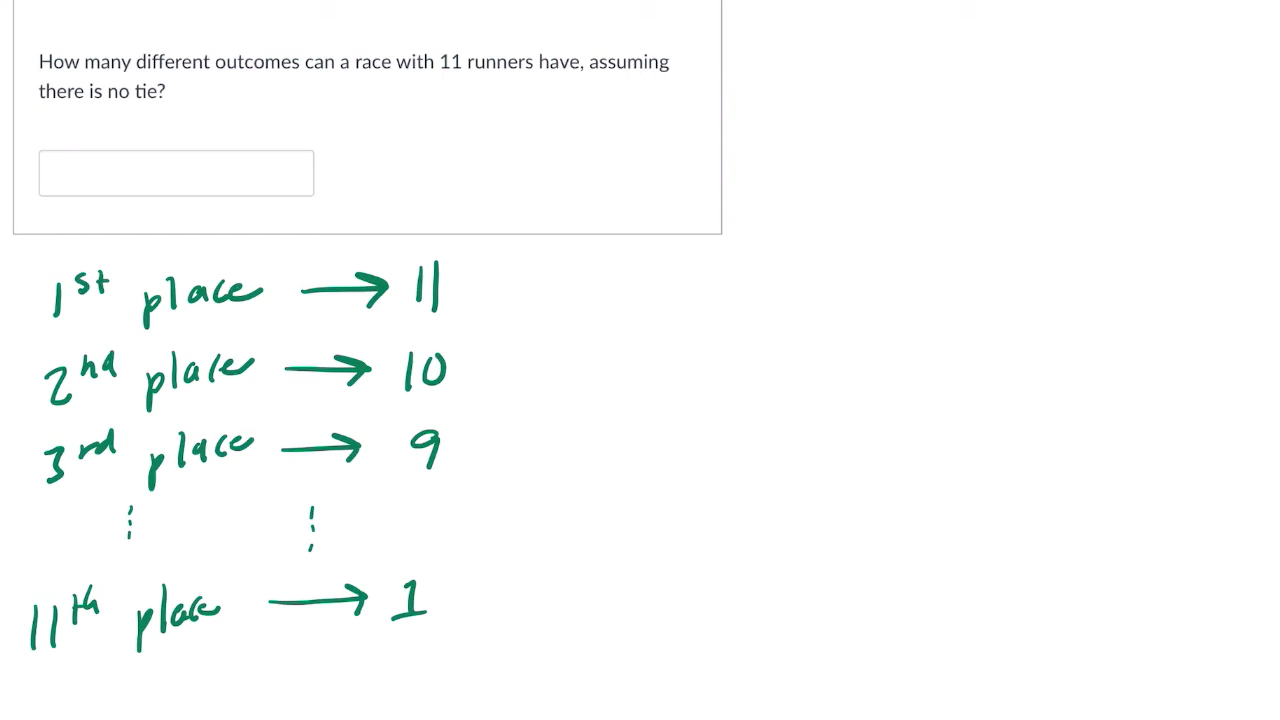 How many different outcomes can a race with 11 runners have, assuming
there is no tie?
1st place → 11
2nd place → 10
3rd place → 9
⋮ ⋮
11th place → 1